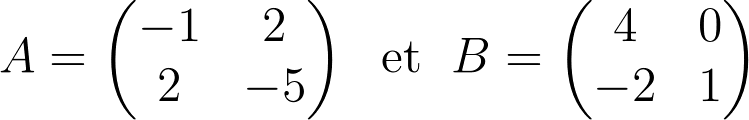 A = \begin{pmatrix} -1 & 2 \\ 2 & -5 \end{pmatrix} et B = \begin{pmatrix} 4 & 0 \\ -2 & 1 \end{pmatrix}